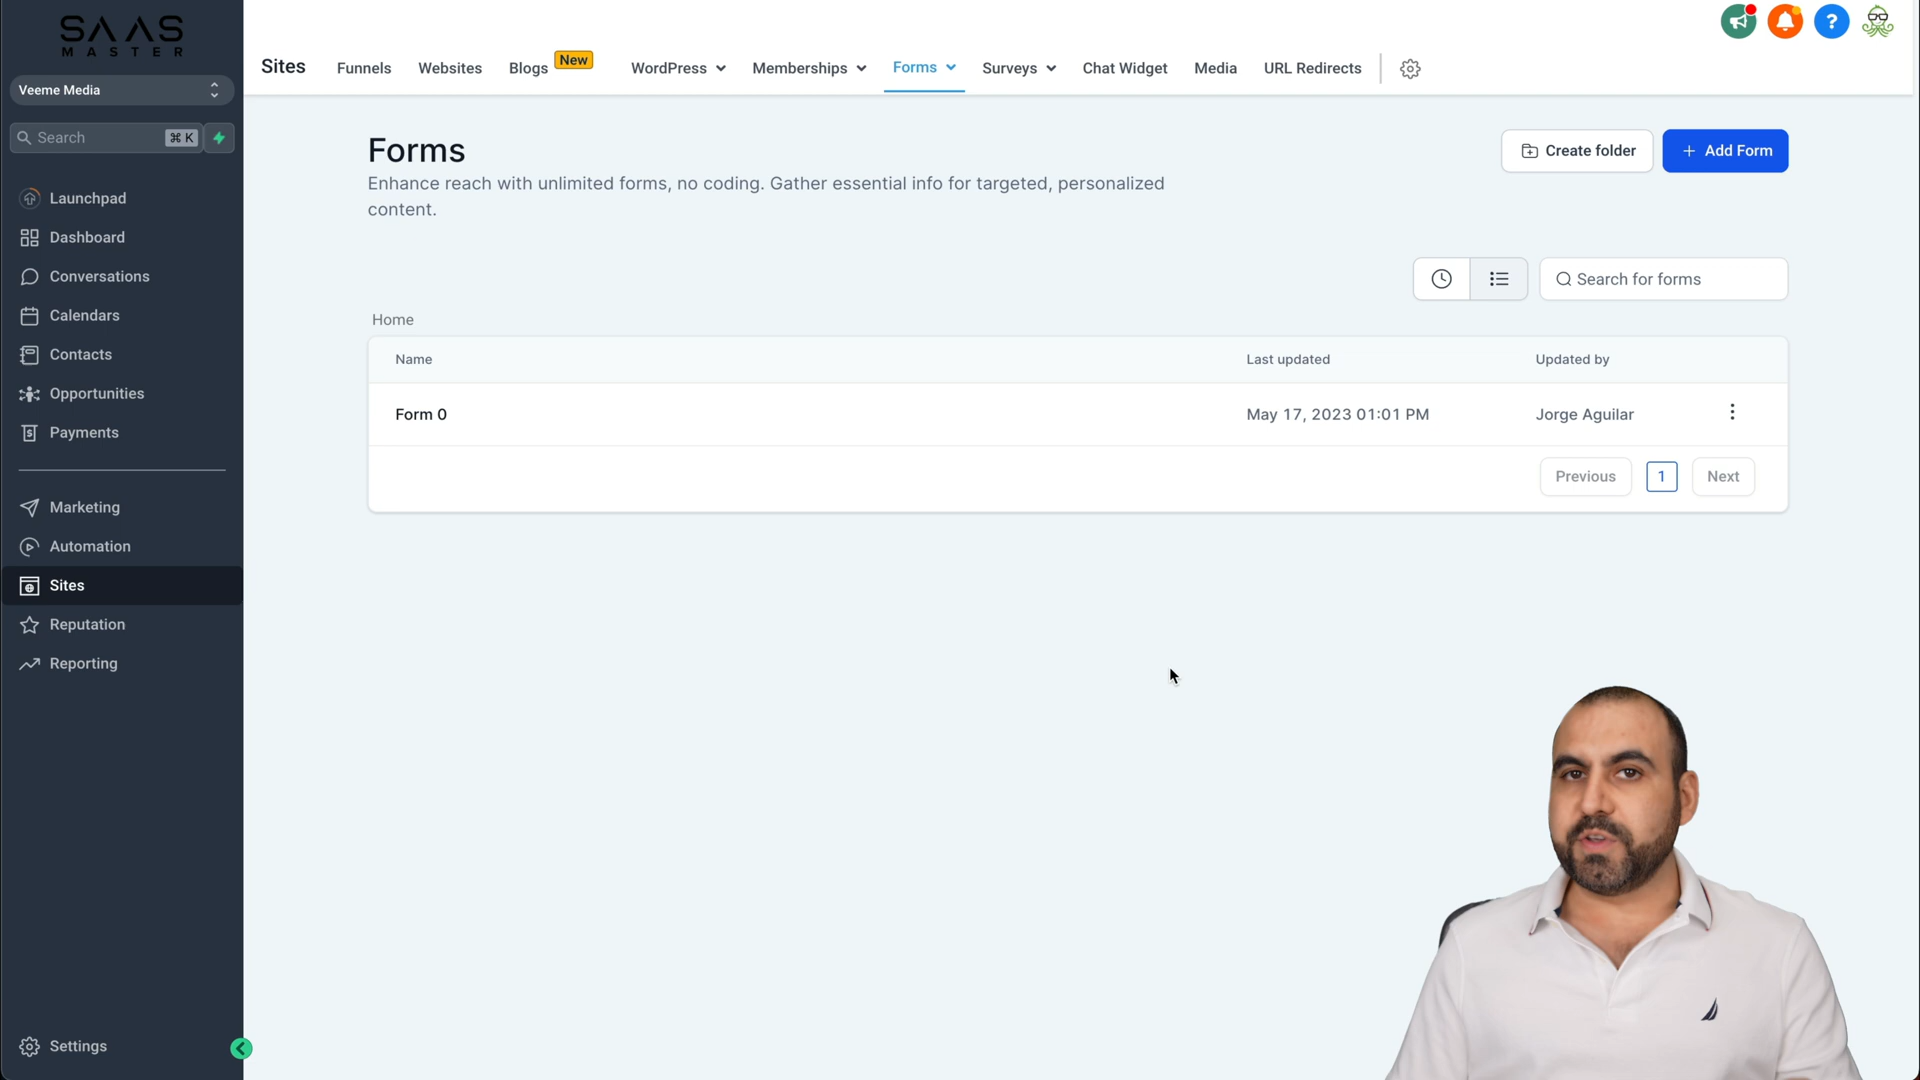 SAAS
MASTER
Veeme Media
Search
⌘ K
Launchpad
Dashboard
Conversations
Calendars
Contacts
Opportunities
Payments
Marketing
Automation
Sites
Reputation
Reporting
Settings
Sites Funnels Websites Blogs New WordPress Memberships Forms Surveys Chat Widget Media URL Redirects
?
Forms
Enhance reach with unlimited forms, no coding. Gather essential info for targeted, personalized
content.
Create folder
+ Add Form
Search for forms
Home
Name Last updated Updated by
Form 0 May 17, 2023 01:01 PM Jorge Aguilar
Previous 1 Next